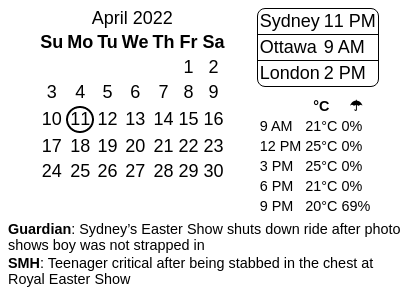 April 2022
Su Mo Tu We Th Fr Sa
1 2
3 4 5 6 7 8 9
10 11 12 13 14 15 16
17 18 19 20 21 22 23
24 25 26 27 28 29 30
Sydney 11 PM
Ottawa 9 AM
London 2 PM
°C ☂
9 AM 21°C 0%
12 PM 25°C 0%
3 PM 25°C 0%
6 PM 21°C 0%
9 PM 20°C 69%
Guardian: Sydney’s Easter Show shuts down ride after photo
shows boy was not strapped in
SMH: Teenager critical after being stabbed in the chest at
Royal Easter Show